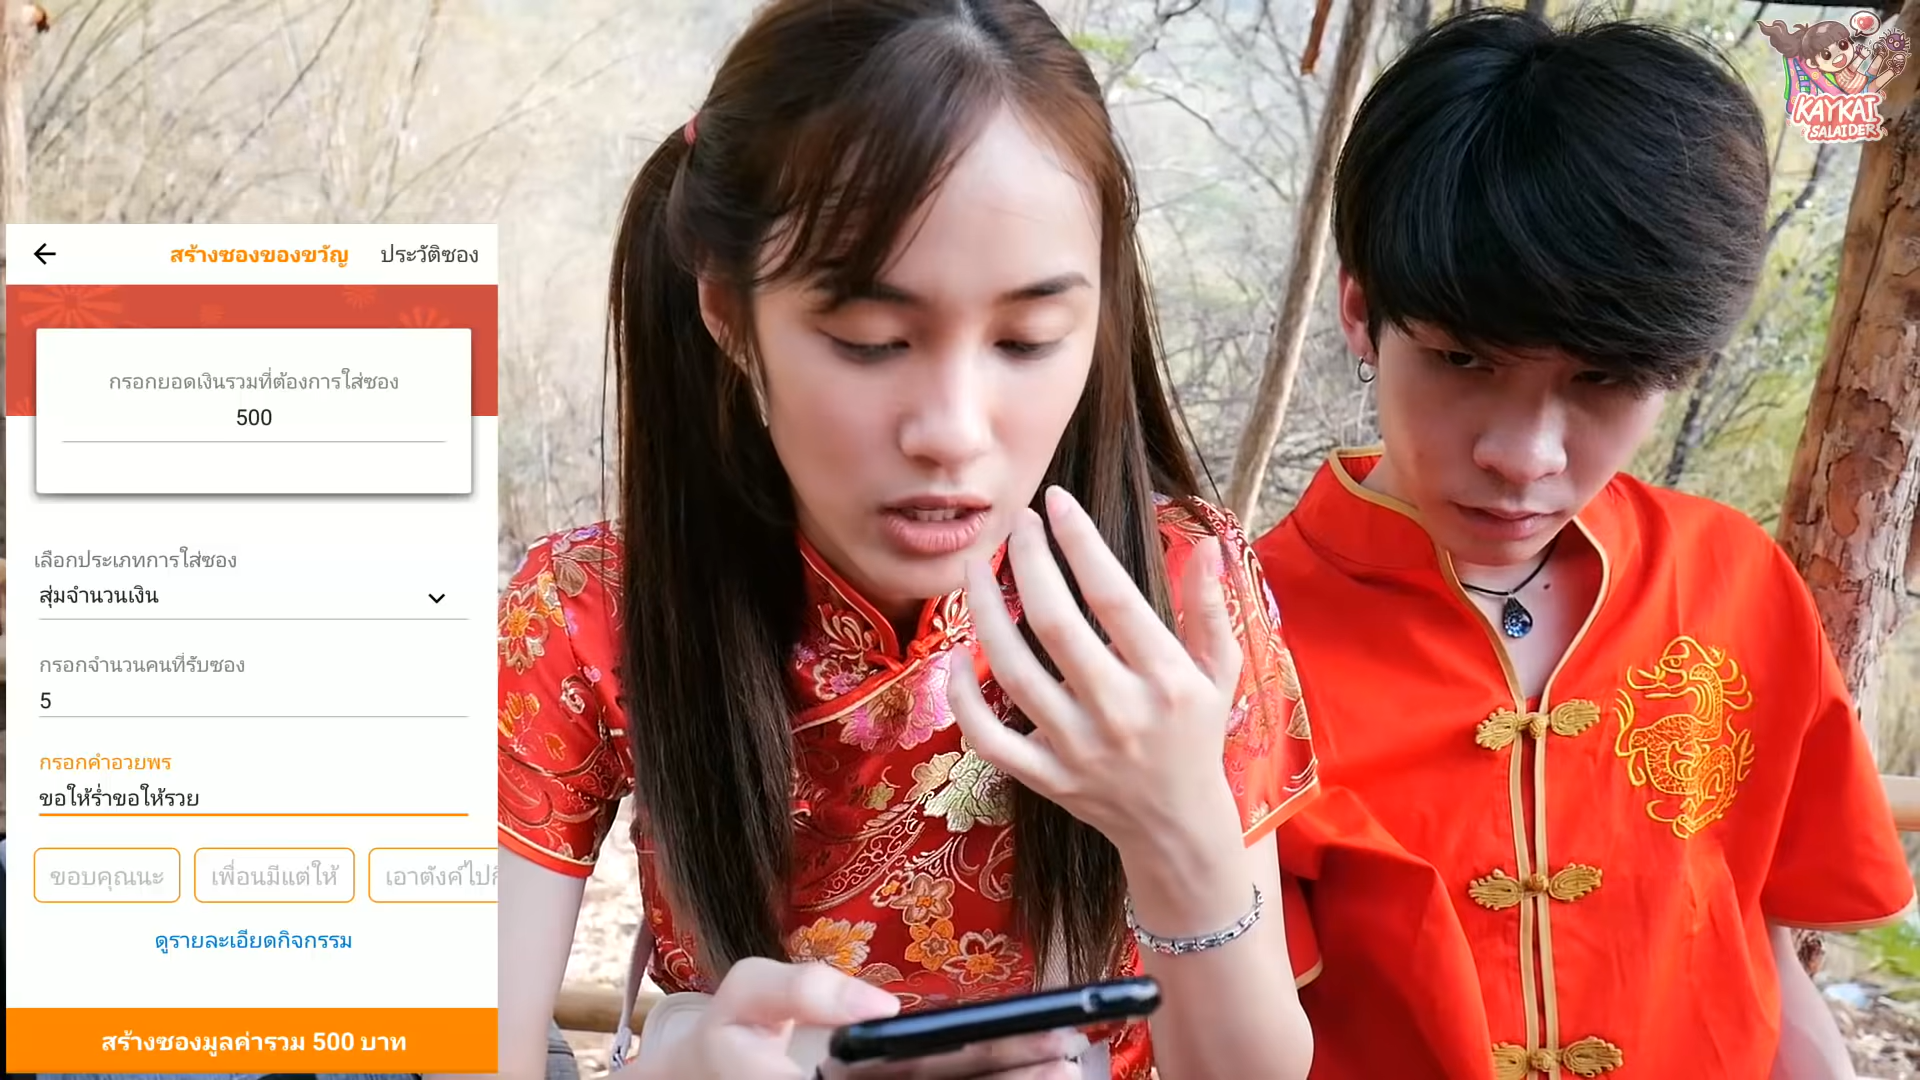 สร้างซองของขวัญ ประวัติซอง
กรอกยอดเงินรวมที่ต้องการใส่ซอง
500
เลือกประเภทการใส่ซอง
สุ่มจำนวนเงิน
กรอกจำนวนคนที่รับซอง
5
กรอกคำอวยพร
ขอให้ร่ำขอให้รวย
ขอบคุณนะ เพื่อนมีแต่ให้ เอาตังค์ไป
ดูรายละเอียดกิจกรรม
สร้างซองมูลค่ารวม 500 บาท
KAYKAI
SALAIDER